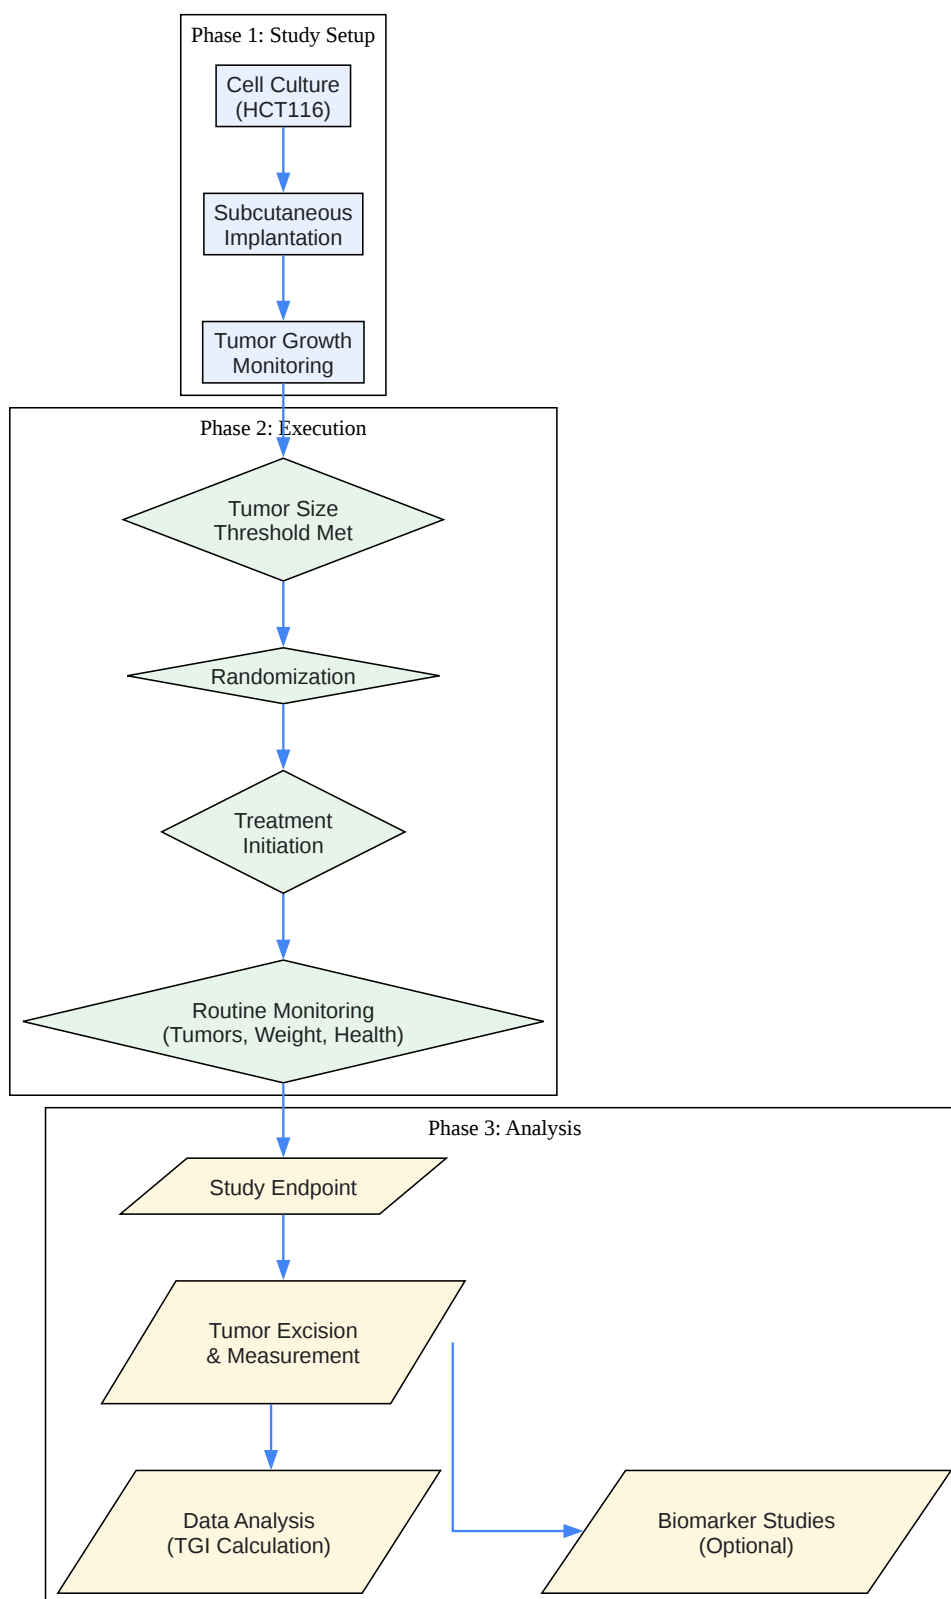 Phase 1: Study Setup
Cell Culture
(HCT116)
Subcutaneous
Implantation
Tumor Growth
Monitoring
Phase 2: Execution
Tumor Size
Threshold Met
Randomization
Treatment
Initiation
Routine Monitoring
(Tumors, Weight, Health)
Phase 3: Analysis
Study Endpoint
Tumor Excision
& Measurement
Data Analysis
(TGI Calculation)
Biomarker Studies
(Optional)